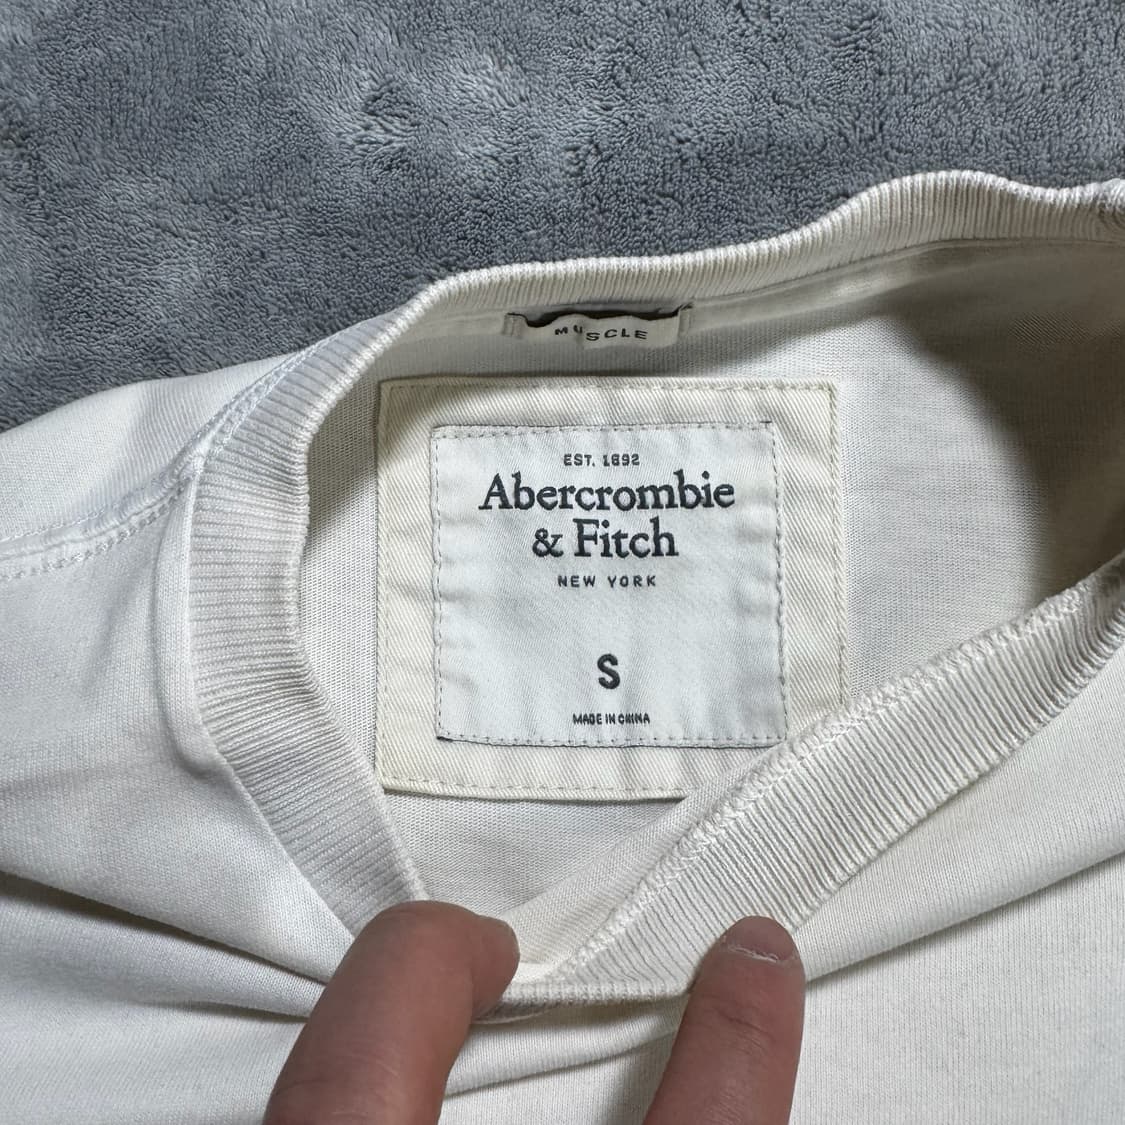 MUSCLE
EST. 1892
Abercrombie
& Fitch
NEW YORK
S
MADE IN CHINA